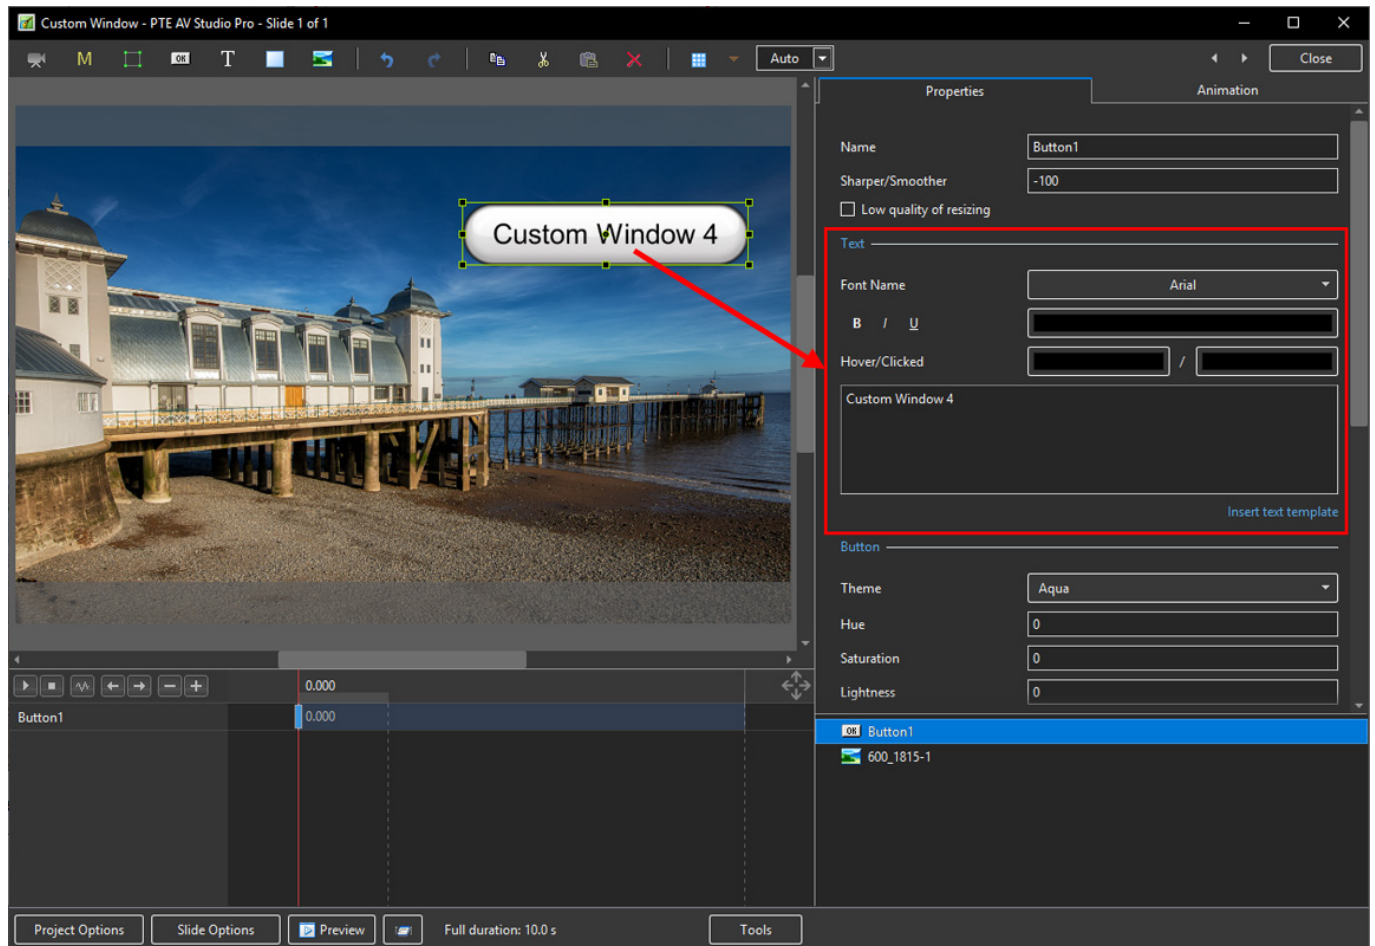 Custom Window - PTE AV Studio Pro - Slide 1 of 1
M OK T Auto Close
Properties Animation
Name Button1
Sharper/Smoother -100
Low quality of resizing
Custom Window 4
Text
Font Name Arial
B I U
Hover/Clicked /
Custom Window 4
Insert text template
Button
Theme Aqua
Hue 0
Saturation 0
Lightness 0
0.000
Button1 0.000
OK Button1
600_1815-1
Project Options Slide Options Preview Full duration: 10.0 s Tools